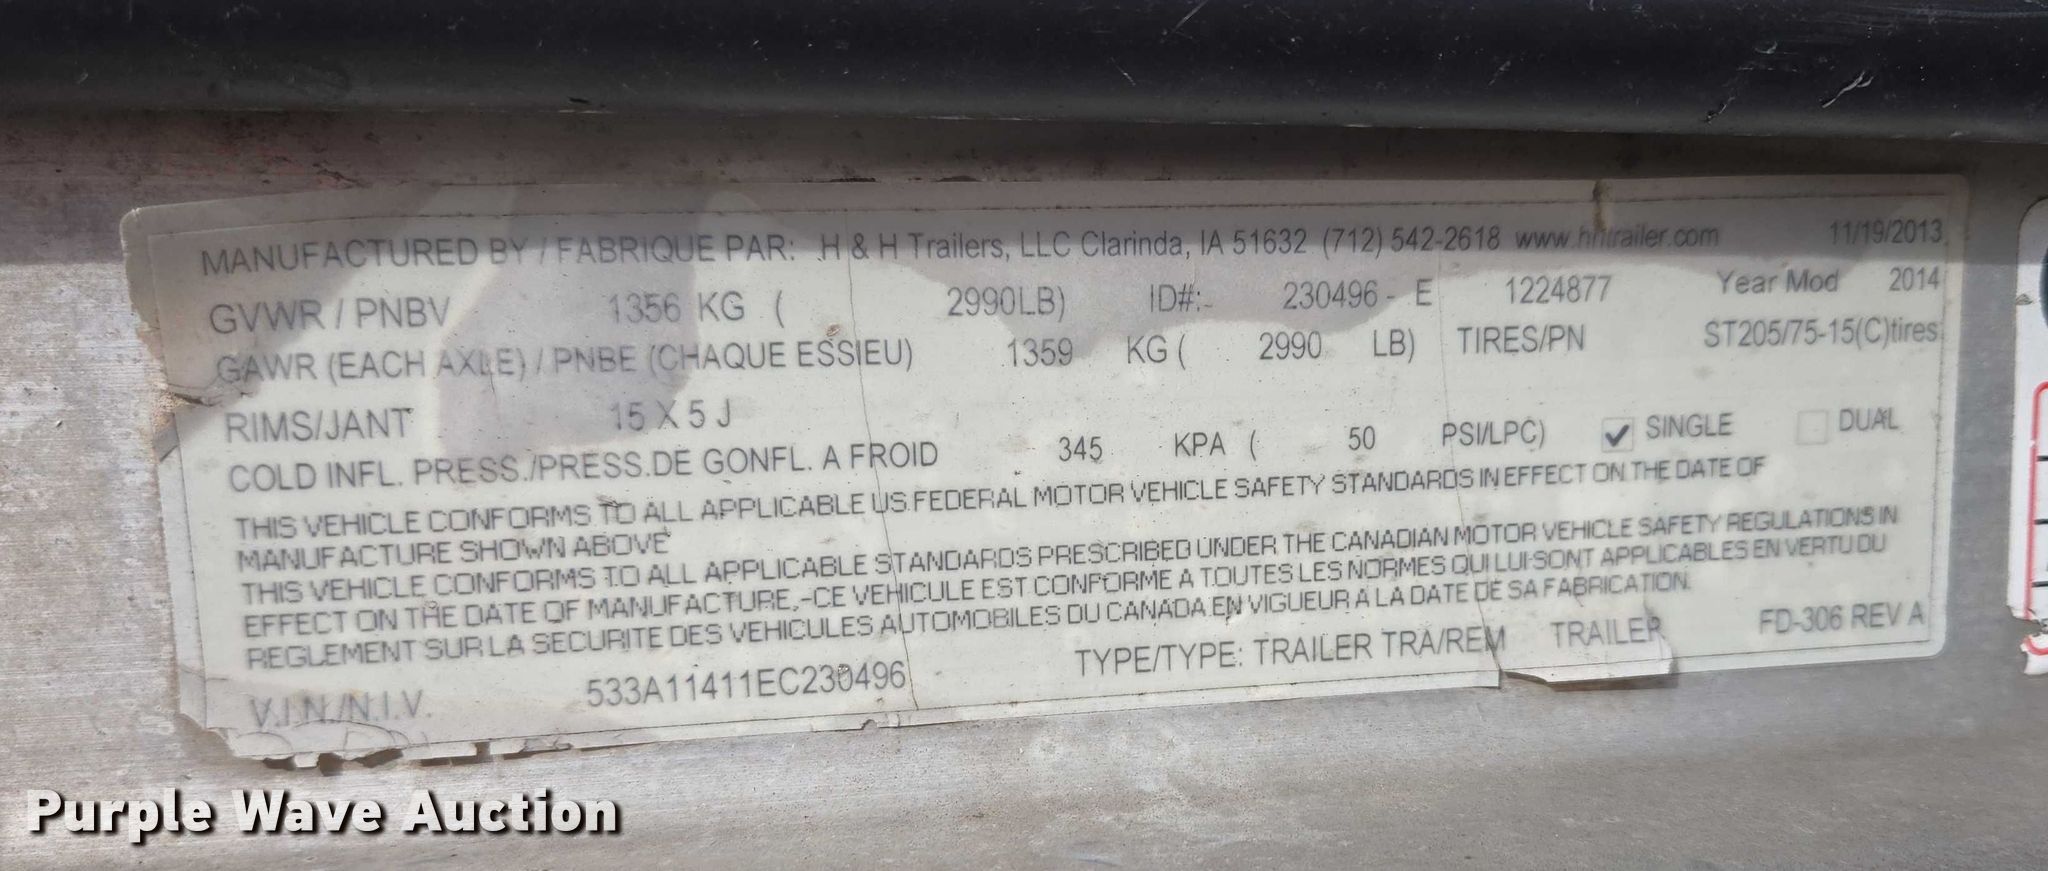 MANUFACTURED BY / FABRIQUE PAR: H & H Trailers, LLC Clarinda, IA 51632 (712) 542-2618 www.hhtrailer.com 11/19/2013
GVWR / PNBV 1356 KG ( 2990LB) ID#:- 230496 - E 1224877 Year Mod 2014
GAWR (EACH AXLE) / PNBE (CHAQUE ESSIEU) 1359 KG ( 2990 LB) TIRES/PN ST205/75-15(C)tires
RIMS/JANT 15 X 5 J
COLD INFL. PRESS./PRESS.DE GONFL. A FROID 345 KPA ( 50 PSI/LPC) SINGLE DUAL
THIS VEHICLE CONFORMS TO ALL APPLICABLE US.FEDERAL MOTOR VEHICLE SAFETY STANDARDS IN EFFECT ON THE DATE OF
MANUFACTURE SHOWN ABOVE
THIS VEHICLE CONFORMS TO ALL APPLICABLE STANDARDS PRESCRIBED UNDER THE CANADIAN MOTOR VEHICLE SAFETY REGULATIONS IN
EFFECT ON THE DATE OF MANUFACTURE,-CE VEHICULE EST CONFORME A TOUTES LES NORMES QUI LUI SONT APPLICABLES EN VERTU DU
REGLEMENT SUR LA SECURITE DES VEHICULES AUTOMOBILES DU CANADA EN VIGUEUR A LA DATE DE SA FABRICATION.
V.I.N./N.I.V. 533A11411EC230496 TYPE/TYPE: TRAILER TRA/REM TRAILER FD-306 REV A
Purple Wave Auction